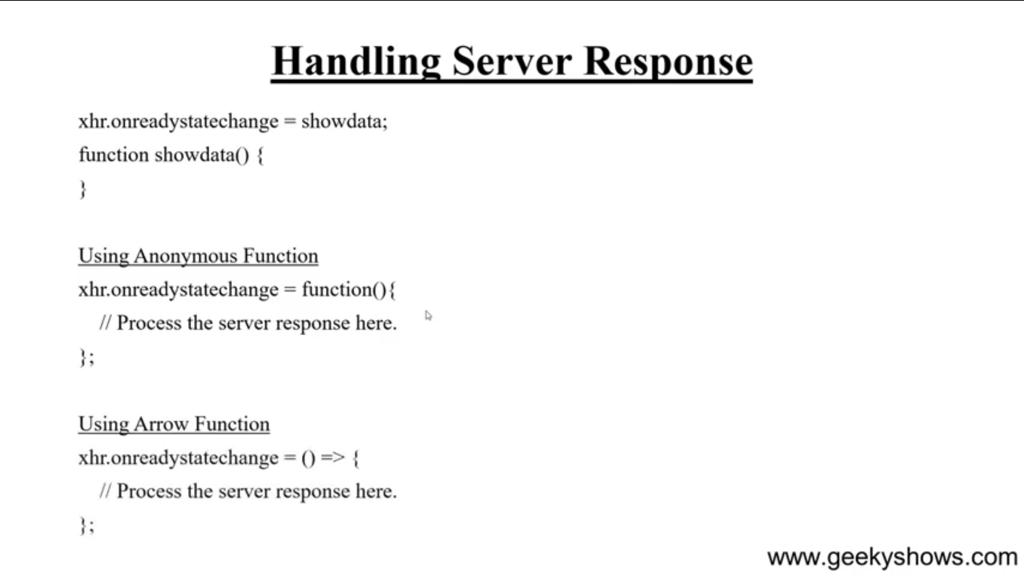 Handling Server Response
xhr.onreadystatechange = showdata;
function showdata() {
}
Using Anonymous Function
xhr.onreadystatechange = function(){
// Process the server response here.
};
Using Arrow Function
xhr.onreadystatechange = () => {
// Process the server response here.
};
www.geekyshows.com